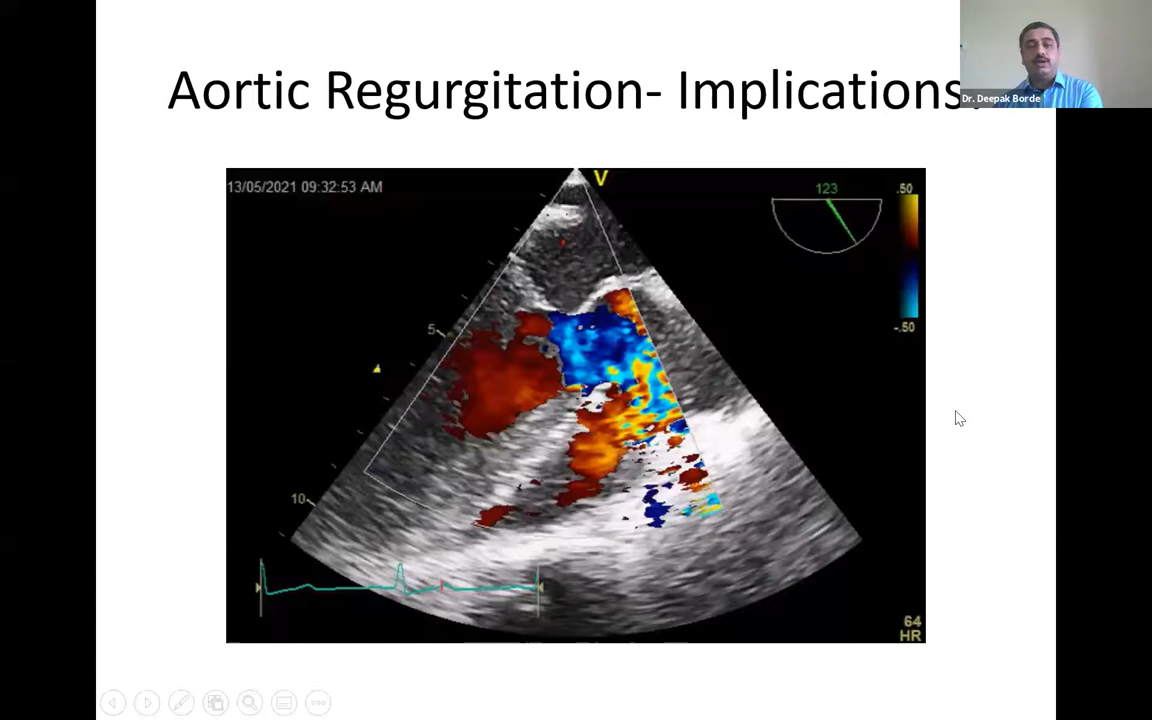 Aortic Regurgitation- Implications
Dr. Deepak Borde
13/05/2021 09:32:53 AM
V
123
.50
-.50
5
10
64
HR